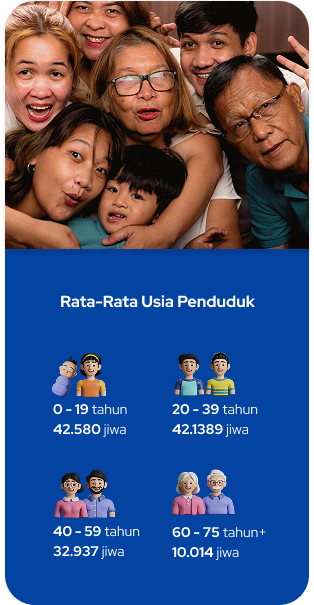 Rata-Rata Usia Penduduk
0 - 19 tahun
42.580 jiwa
20 - 39 tahun
42.1389 jiwa
40 - 59 tahun
32.937 jiwa
60 - 75 tahun+
10.014 jiwa